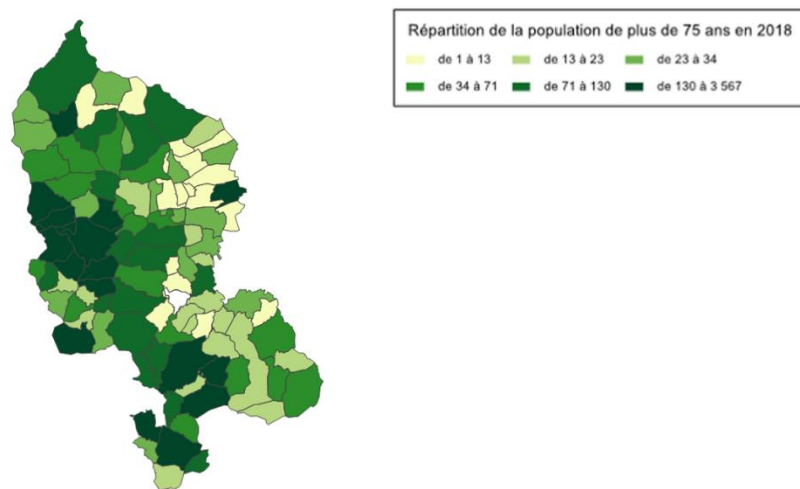 Répartition de la population de plus de 75 ans en 2018
de 1 à 13 de 13 à 23 de 23 à 34
de 34 à 71 de 71 à 130 de 130 à 3 567